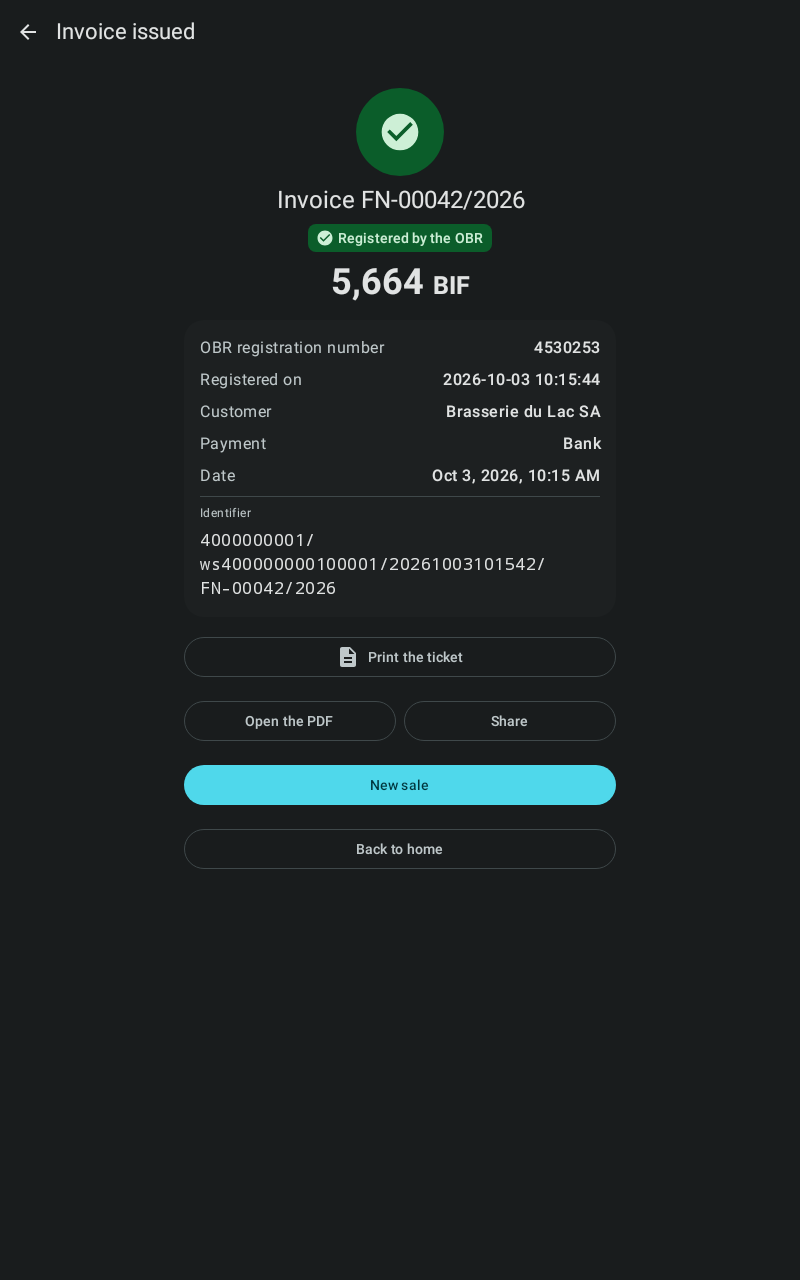 Invoice issued
Invoice FN-00042/2026
Registered by the OBR
5,664 BIF
OBR registration number 4530253
Registered on 2026-10-03 10:15:44
Customer Brasserie du Lac SA
Payment Bank
Date Oct 3, 2026, 10:15 AM
Identifier
4000000001/
ws400000000100001/20261003101542/
FN-00042/2026
Print the ticket
Open the PDF Share
New sale
Back to home